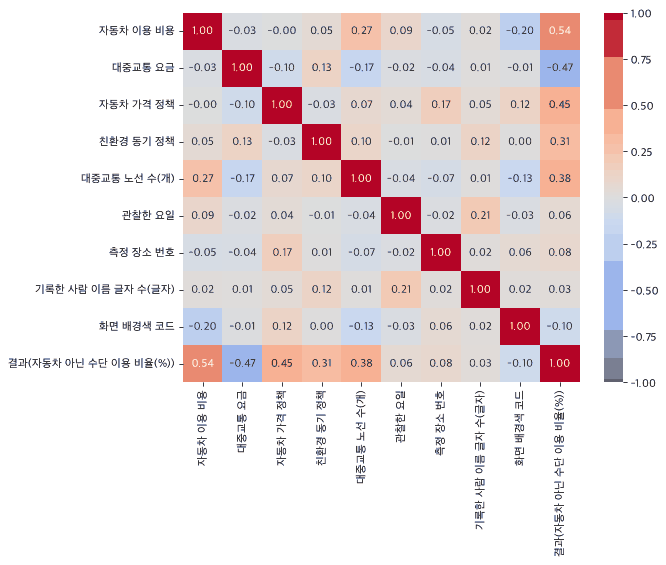 자동차 이용 비용 1.00 -0.03 -0.00 0.05 0.27 0.09 -0.05 0.02 -0.20 0.54
대중교통 요금 -0.03 1.00 -0.10 0.13 -0.17 -0.02 -0.04 0.01 -0.01 -0.47
자동차 가격 정책 -0.00 -0.10 1.00 -0.03 0.07 0.04 0.17 0.05 0.12 0.45
친환경 동기 정책 0.05 0.13 -0.03 1.00 0.10 -0.01 0.01 0.12 0.00 0.31
대중교통 노선 수(개) 0.27 -0.17 0.07 0.10 1.00 -0.04 -0.07 0.01 -0.13 0.38
관찰한 요일 0.09 -0.02 0.04 -0.01 -0.04 1.00 -0.02 0.21 -0.03 0.06
측정 장소 번호 -0.05 -0.04 0.17 0.01 -0.07 -0.02 1.00 0.02 0.06 0.08
기록한 사람 이름 글자 수(글자) 0.02 0.01 0.05 0.12 0.01 0.21 0.02 1.00 0.02 0.03
화면 배경색 코드 -0.20 -0.01 0.12 0.00 -0.13 -0.03 0.06 0.02 1.00 -0.10
결과(자동차 아닌 수단 이용 비율(%)) 0.54 -0.47 0.45 0.31 0.38 0.06 0.08 0.03 -0.10 1.00
자동차 이용 비용
대중교통 요금
자동차 가격 정책
친환경 동기 정책
대중교통 노선 수(개)
관찰한 요일
측정 장소 번호
기록한 사람 이름 글자 수(글자)
화면 배경색 코드
결과(자동차 아닌 수단 이용 비율(%))
1.00
0.75
0.50
0.25
0.00
-0.25
-0.50
-0.75
-1.00